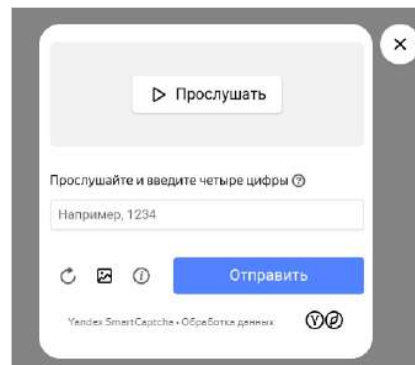 Прослушать
Прослушайте и введите четыре цифры
Например, 1234
Отправить
Yandex SmartCaptcha • Обработка данных